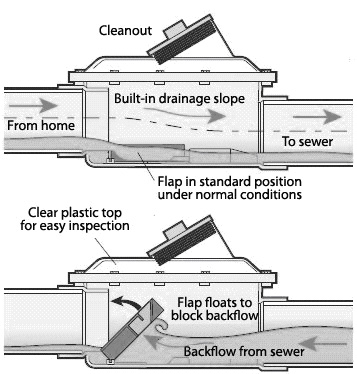 Cleanout
Built-in drainage slope
From home
To sewer
Flap in standard position
under normal conditions
Clear plastic top
for easy inspection
Flap floats to
block backflow
Backflow from sewer